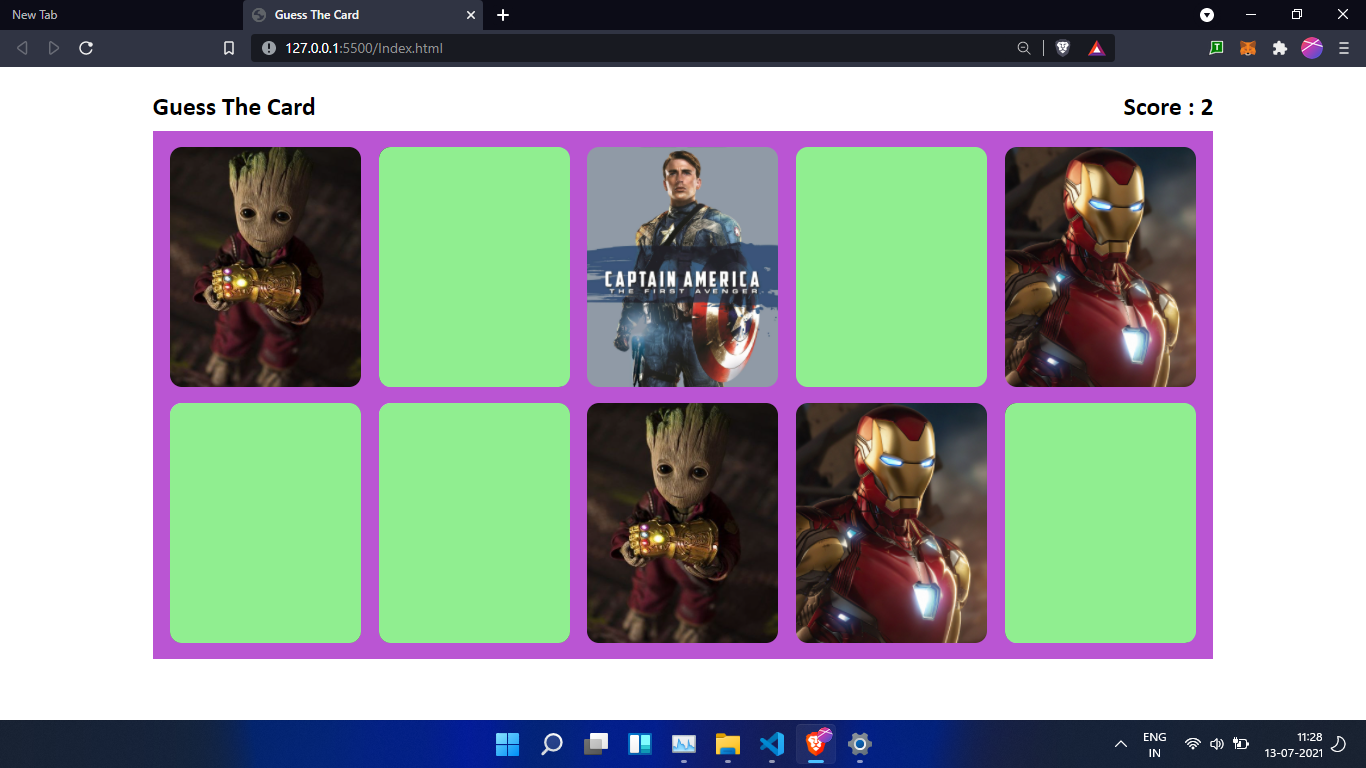 New Tab
Guess The Card
127.0.0.1:5500/Index.html
Guess The Card
Score : 2
CAPTAIN AMERICA
THE FIRST AVENGER
ENG
IN
11:28
13-07-2021